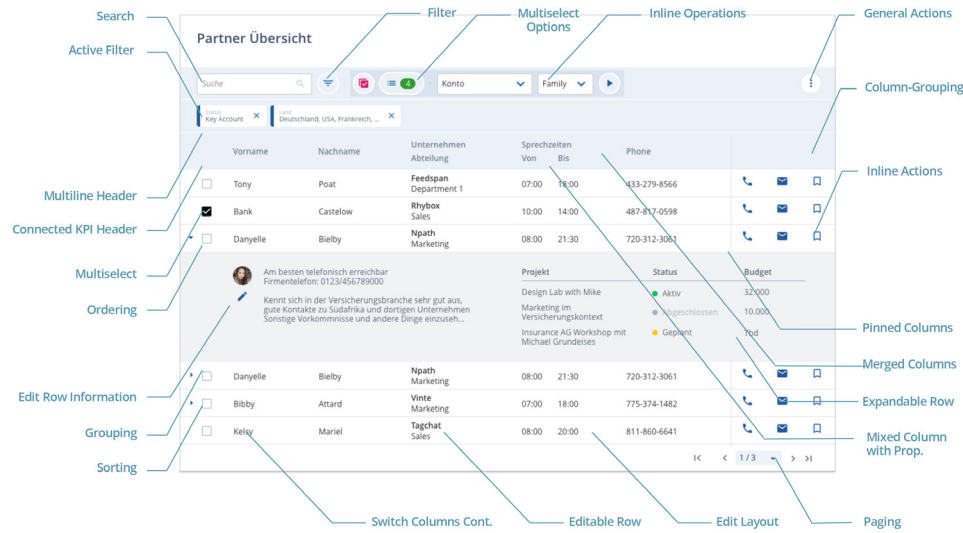 Search
Filter
Multiselect
Options
Inline Operations
General Actions
Active Filter
Partner Übersicht
Suche
4
Konto
Family
Column-Grouping
Status
Key Account
Land
Deutschland, USA, Frankreich, ...
Vorname
Nachname
Unternehmen
Abteilung
Sprechzeiten
Von Bis
Phone
Inline Actions
Multiline Header
Connected KPI Header
Multiselect
Ordering
Tony Poat Feedspan 07:00 18:00 433-279-8566
Department 1
Bank Castelow Rhybox 10:00 14:00 487-817-0598
Sales
Danyelle Bielby Npath 08:00 21:30 720-312-3061
Marketing
Am besten telefonisch erreichbar
Firmentelefon: 0123/456789000
Kennt sich in der Versicherungsbranche sehr gut aus,
gute Kontakte zu Südafrika und dortigen Unternehmen
Sonstige Vorkommnisse und andere Dinge einzuseh...
Projekt Status Budget
Design Lab with Mike Aktiv 32.000
Marketing im
Versicherungskontext Abgeschlossen 10.000
Insurance AG Workshop mit
Michael Grundeises Geplant Tbd
Pinned Columns
Merged Columns
Expandable Row
Mixed Column
with Prop.
Edit Row Information
Grouping
Sorting
Danyelle Bielby Npath 08:00 21:30 720-312-3061
Marketing
Bibby Attard Vinte 07:00 18:00 775-374-1482
Marketing
Kelsy Mariel Tagchat 08:00 20:00 811-860-6641
Sales
1 / 3
Switch Columns Cont.
Editable Row
Edit Layout
Paging